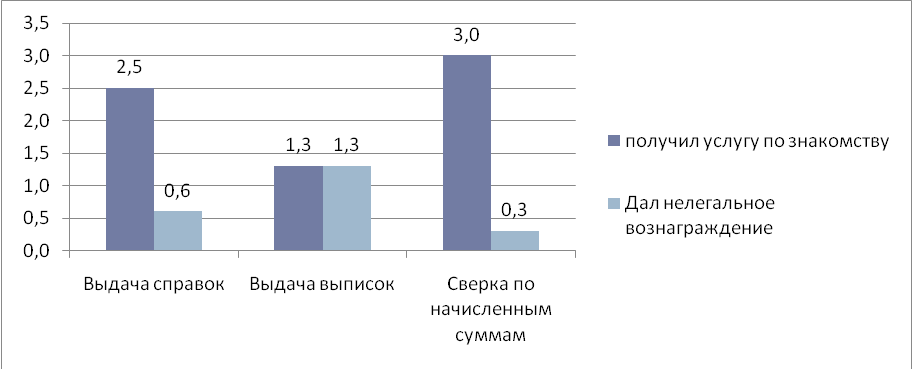 3,5
3,0
2,5
2,0
1,5
1,0
0,5
0,0
2,5
0,6
1,3
1,3
3,0
0,3
Выдача справок
Выдача выписок
Сверка по
начисленным
суммам
получил услугу по знакомству
Дал нелегальное
вознаграждение